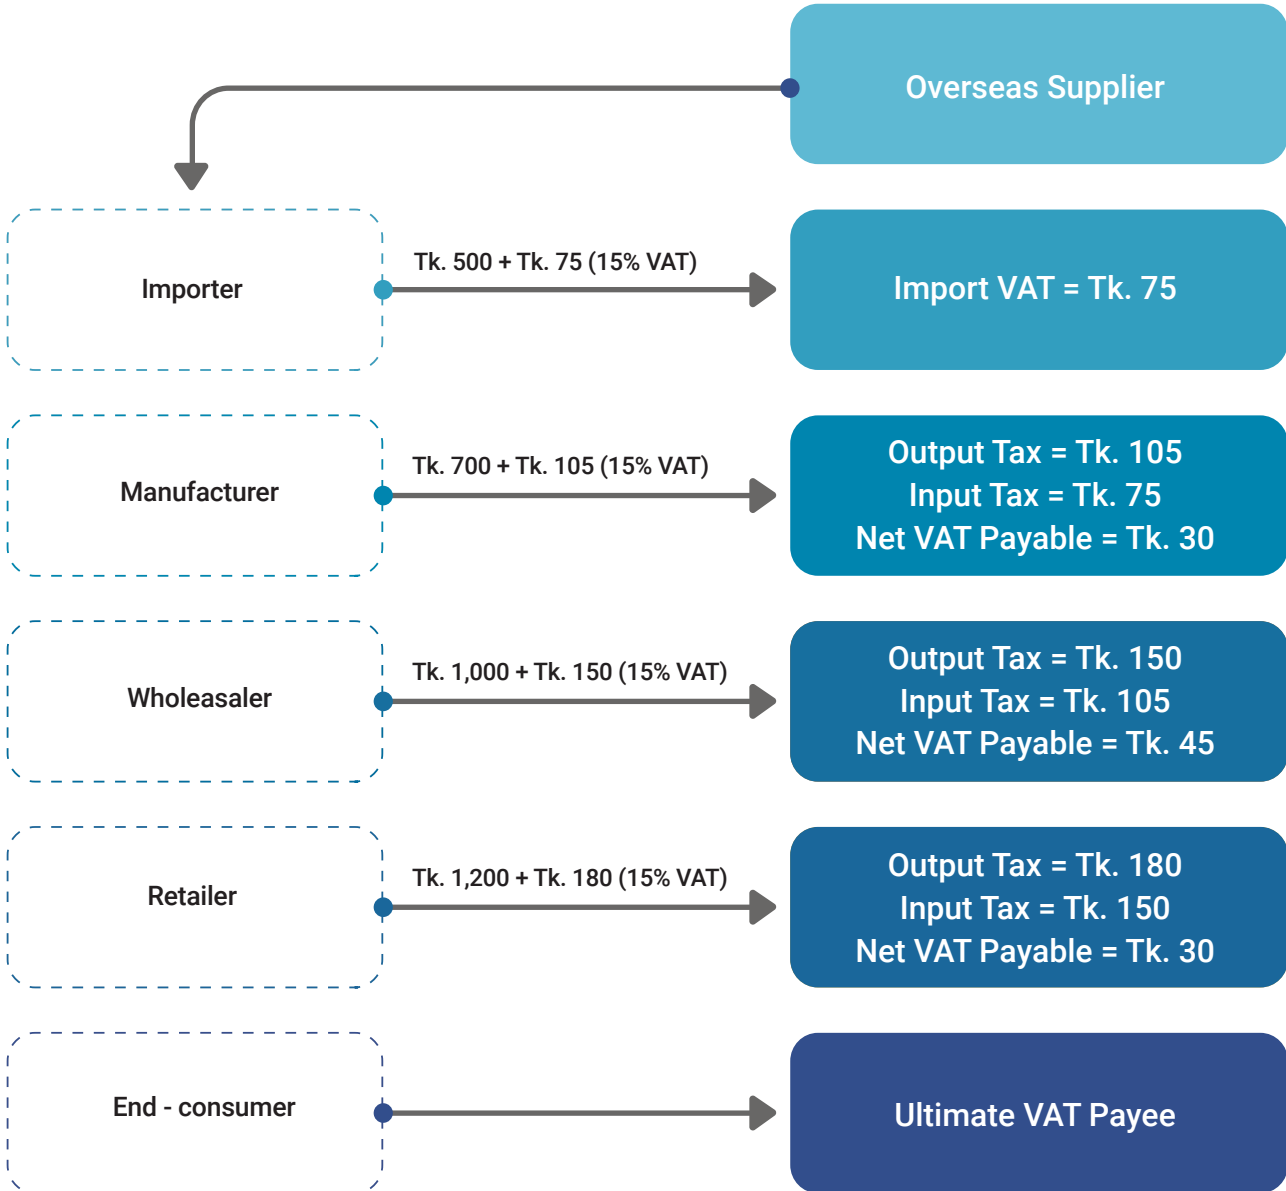 Overseas Supplier
Importer
Tk. 500 + Tk. 75 (15% VAT)
Import VAT = Tk. 75
Manufacturer
Tk. 700 + Tk. 105 (15% VAT)
Output Tax = Tk. 105
Input Tax = Tk. 75
Net VAT Payable = Tk. 30
Wholeasaler
Tk. 1,000 + Tk. 150 (15% VAT)
Output Tax = Tk. 150
Input Tax = Tk. 105
Net VAT Payable = Tk. 45
Retailer
Tk. 1,200 + Tk. 180 (15% VAT)
Output Tax = Tk. 180
Input Tax = Tk. 150
Net VAT Payable = Tk. 30
End - consumer
Ultimate VAT Payee